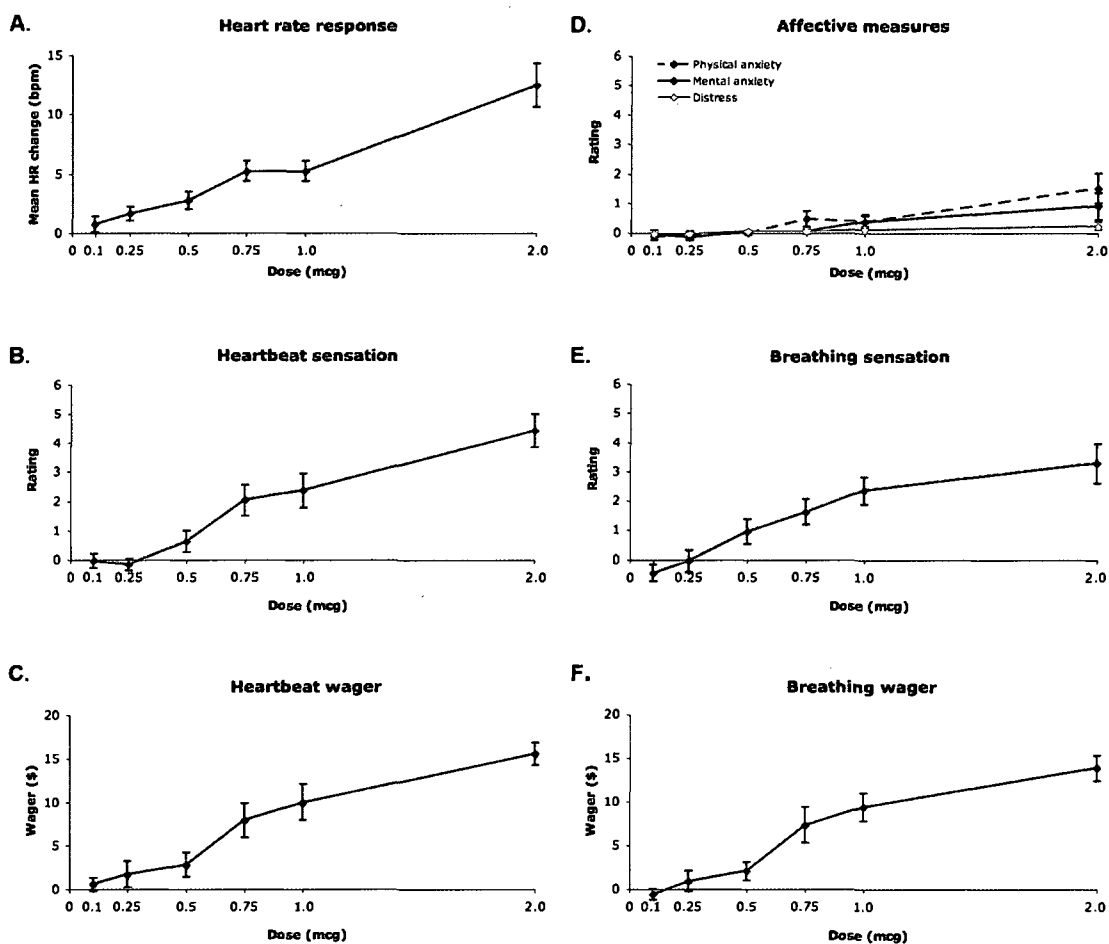 A.
Heart rate response
15
10
5
0
Mean HR change (bpm)
0 0.1 0.25 0.5 0.75 1.0 2.0
Dose (mcg)
D.
Affective measures
6
5
4
3
2
1
0
Rating
Physical anxiety
Mental anxiety
Distress
0 0.1 0.25 0.5 0.75 1.0 2.0
Dose (mcg)
B.
Heartbeat sensation
6
5
4
3
2
1
0
Rating
0 0.1 0.25 0.5 0.75 1.0 2.0
Dose (mcg)
E.
Breathing sensation
6
5
4
3
2
1
0
Rating
0 0.1 0.25 0.5 0.75 1.0 2.0
Dose (mcg)
C.
Heartbeat wager
20
15
10
5
0
Wager ($)
0 0.1 0.25 0.5 0.75 1.0 2.0
Dose (mcg)
F.
Breathing wager
20
15
10
5
0
Wager ($)
0 0.1 0.25 0.5 0.75 1.0 2.0
Dose (mcg)